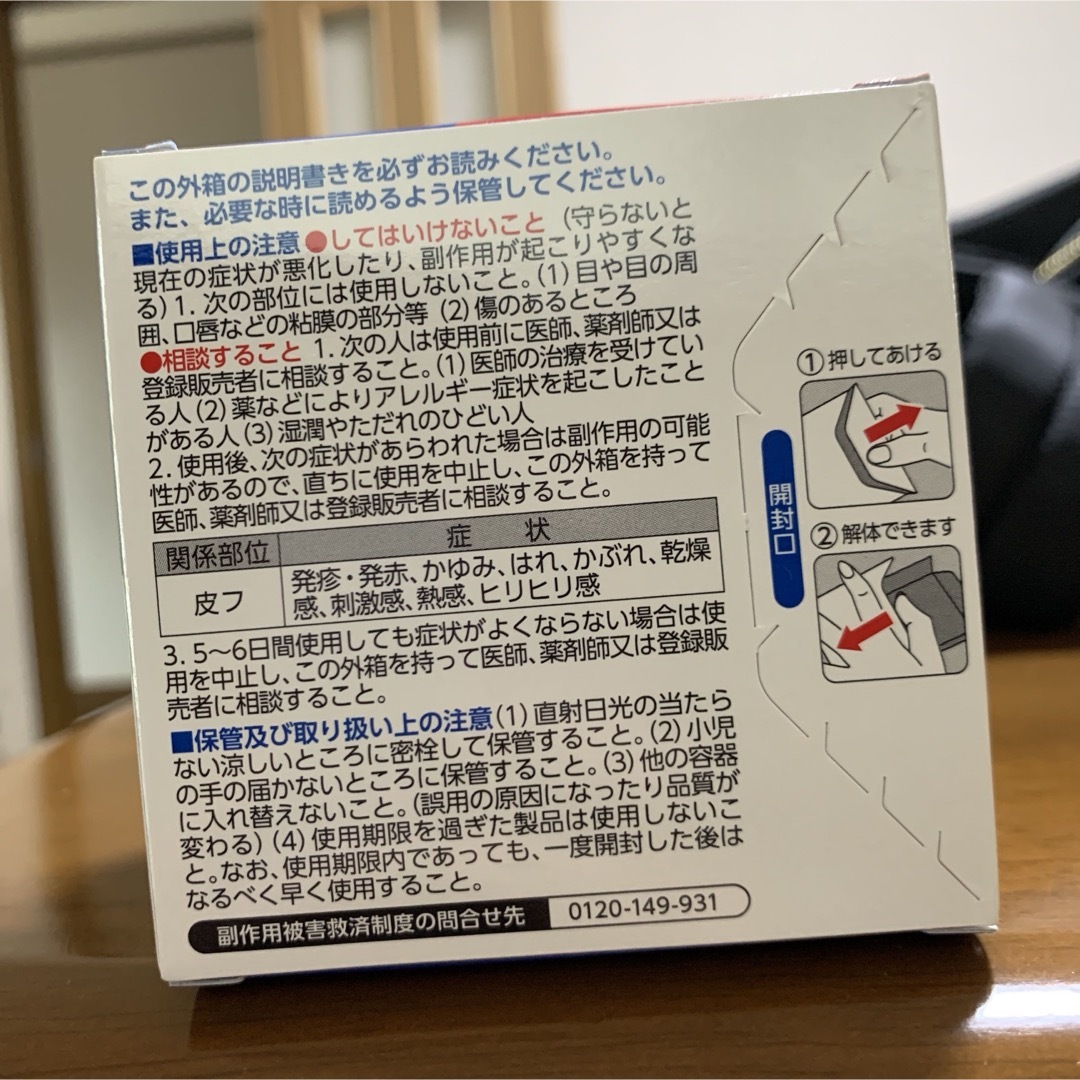 この外箱の説明書きを必ずお読みください。
また、必要な時に読めるよう保管してください。
■使用上の注意 ●してはいけないこと (守らないと
現在の症状が悪化したり、副作用が起こりやすくな
る) 1. 次の部位には使用しないこと。(1) 目や目の周
囲、口唇などの粘膜の部分等 (2) 傷のあるところ
●相談すること 1. 次の人は使用前に医師、薬剤師又は
登録販売者に相談すること。(1) 医師の治療を受けてい
る人 (2) 薬などによりアレルギー症状を起こしたこと
がある人 (3) 湿潤やただれのひどい人
2. 使用後、次の症状があらわれた場合は副作用の可能
性があるので、直ちに使用を中止し、この外箱を持って
医師、薬剤師又は登録販売者に相談すること。
関係部位 症 状
皮フ 発疹・発赤、かゆみ、はれ、かぶれ、乾燥
感、刺激感、熱感、ヒリヒリ感
3. 5〜6日間使用しても症状がよくならない場合は使
用を中止し、この外箱を持って医師、薬剤師又は登録販
売者に相談すること。
■保管及び取り扱い上の注意 (1) 直射日光の当たら
ない涼しいところに密栓して保管すること。(2) 小児
の手の届かないところに保管すること。(3) 他の容器
に入れ替えないこと。(誤用の原因になったり品質が
変わる) (4) 使用期限を過ぎた製品は使用しないこ
と。なお、使用期限内であっても、一度開封した後は
なるべく早く使用すること。
副作用被害救済制度の問合せ先 0120-149-931
開封口
①押してあける
②解体できます